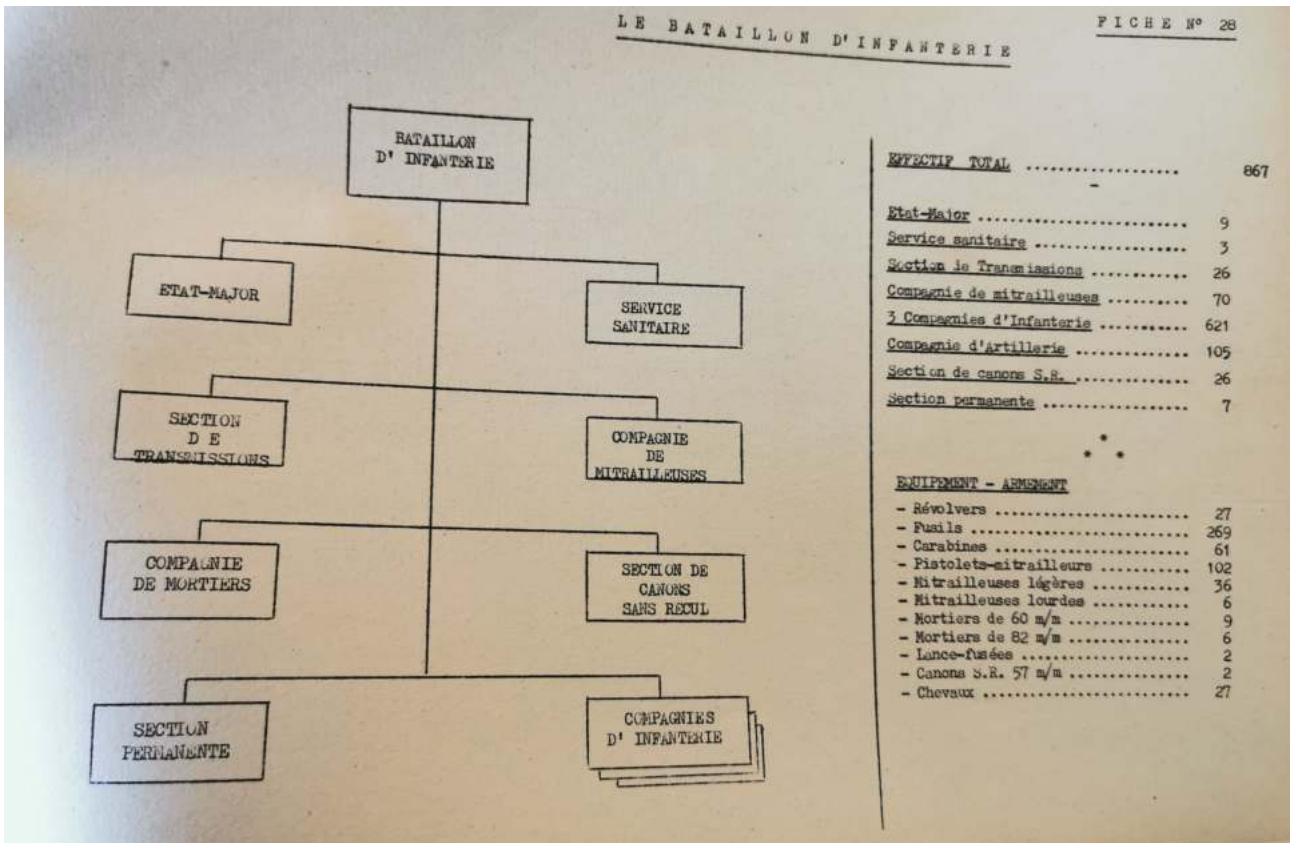 LE BATAILLON D'INFANTERIE
FICHE Nº 28
BATAILLON
D' INFANTERIE
ETAT-MAJOR
SERVICE
SANITAIRE
SECTION
D E
TRANSMISSIONS
COMPAGNIE
DE
MITRAILLEUSES
COMPAGNIE
DE MORTIERS
SECTION DE
CANONS
SANS RECUL
SECTION
PERMANENTE
COMPAGNIES
D' INFANTERIE
EFFECTIF TOTAL ................... 867
-
Etat-Major ........................ 9
Service sanitaire .................. 3
Section de Transmissions ........... 26
Compagnie de mitrailleuses .......... 70
3 Compagnies d'Infanterie ........... 621
Compagnie d'Artillerie .............. 105
Section de canons S.R. .............. 26
Section permanente ................. 7
* * *
EQUIPEMENT - ARMEMENT
- Révolvers ........................ 27
- Fusils ........................... 269
- Carabines ........................ 61
- Pistolets-mitrailleurs ............ 102
- Mitrailleuses légères ............. 36
- Mitrailleuses lourdes ............. 6
- Mortiers de 60 m/m ............... 9
- Mortiers de 82 m/m ............... 6
- Lance-fusées ..................... 2
- Canons S.R. 57 m/m ............... 2
- Chevaux .......................... 27